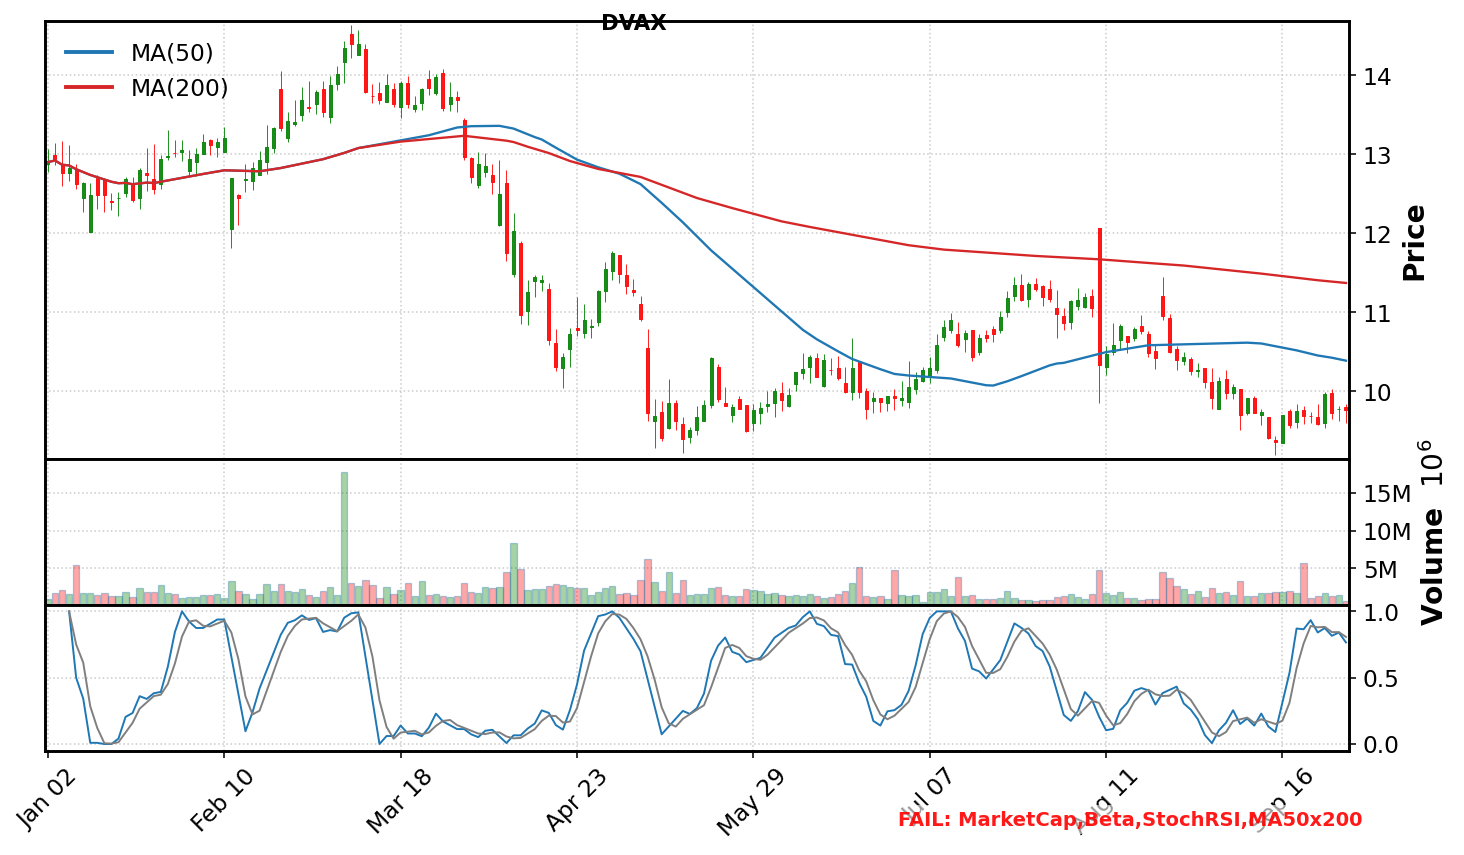 DVAX
MA(50)
MA(200)
14
13
12
11
10
Price
10^6
15M
10M
5M
Volume
1.0
0.5
0.0
Jan 02
Feb 10
Mar 18
Apr 23
May 29
Jul 07
Aug 11
Sep 16
FAIL: MarketCap,Beta,StochRSI,MA50x200